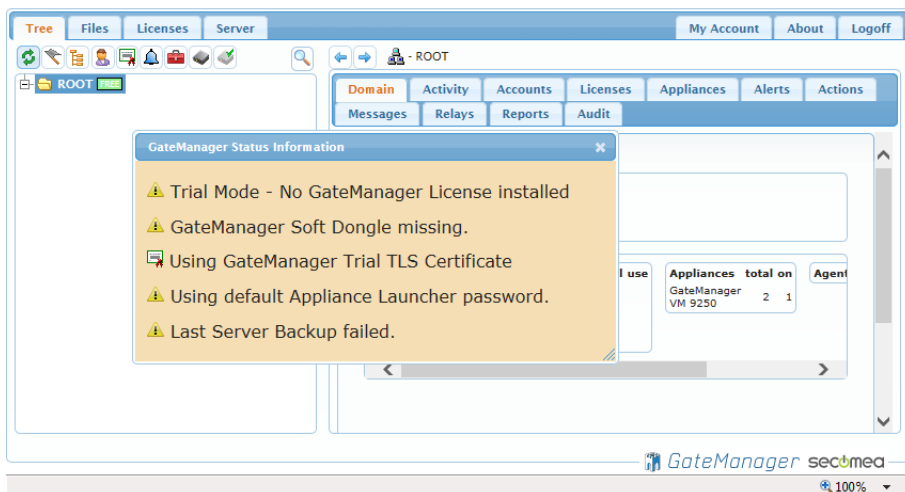 Tree Files Licenses Server My Account About Logoff
- ROOT
ROOT FREE
Domain Activity Accounts Licenses Appliances Alerts Actions
Messages Relays Reports Audit
GateManager Status Information
Trial Mode - No GateManager License installed
GateManager Soft Dongle missing.
Using GateManager Trial TLS Certificate
Using default Appliance Launcher password.
Last Server Backup failed.
l use
Appliances total on
GateManager
VM 9250 2 1
Agent
GateManager secomea
100%